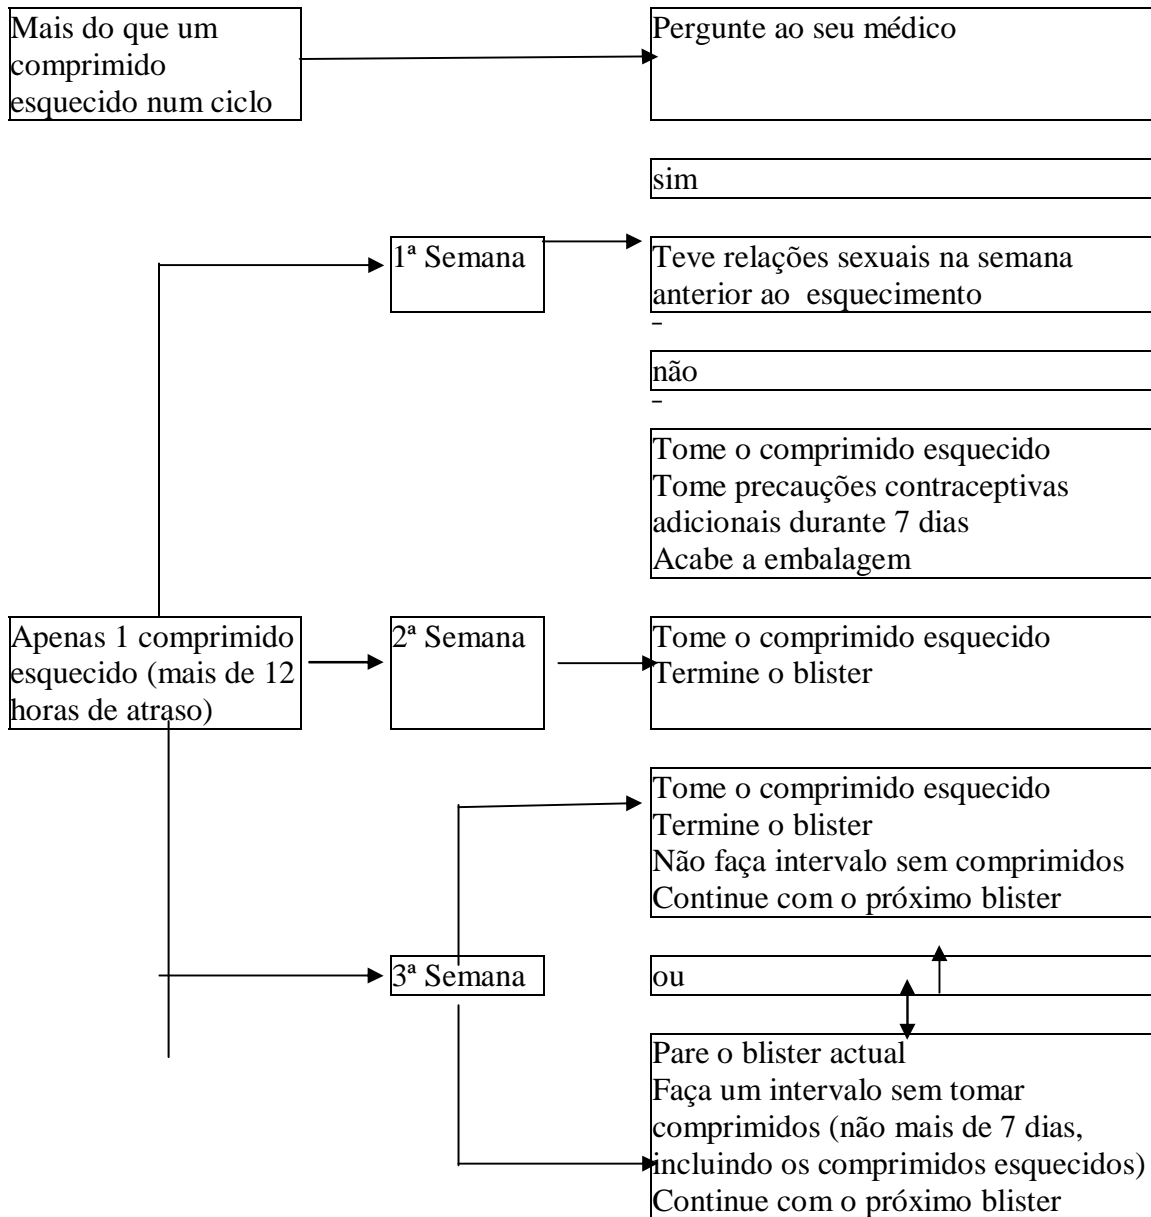 Mais do que um
comprimido
esquecido num ciclo
Pergunte ao seu médico
sim
1ª Semana
Teve relações sexuais na semana
anterior ao esquecimento
não
Tome o comprimido esquecido
Tome precauções contraceptivas
adicionais durante 7 dias
Acabe a embalagem
Apenas 1 comprimido
esquecido (mais de 12
horas de atraso)
2ª Semana
Tome o comprimido esquecido
Termine o blister
Tome o comprimido esquecido
Termine o blister
Não faça intervalo sem comprimidos
Continue com o próximo blister
3ª Semana
ou
Pare o blister actual
Faça um intervalo sem tomar
comprimidos (não mais de 7 dias,
incluindo os comprimidos esquecidos)
Continue com o próximo blister